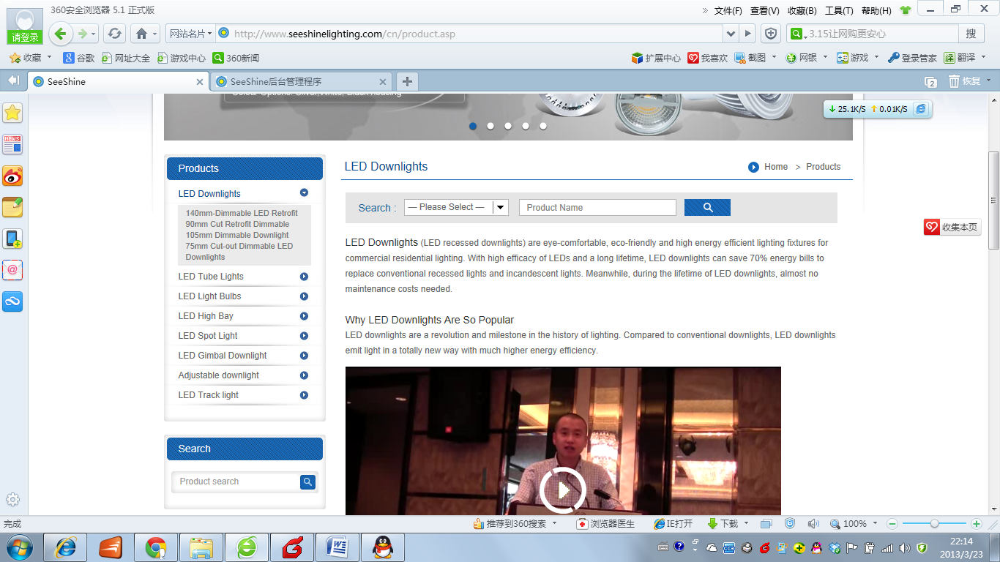 360安全浏览器 5.1 正式版
» 文件(F) 查看(V) 收藏(B) 工具(T) 帮助(H)
请登录
网站名片
http://www.seeshinelighting.com/cn/product.asp
3.15让网购更安心
搜
收藏 谷歌 网址大全 游戏中心 360新闻
扩展中心 我喜欢 截图 网银 游戏 登录管家 翻译
SeeShine
SeeShine后台管理程序
2
恢复
Colour Options: Silver,White, Black housing
25.1K/S 0.01K/S
NEWS
Products
LED Downlights
140mm-Dimmable LED Retrofit
90mm Cut Retrofit Dimmable
105mm Dimmable Downlight
75mm Cut-out Dimmable LED
Downlights
LED Tube Lights
LED Light Bulbs
LED High Bay
LED Spot Light
LED Gimbal Downlight
Adjustable downlight
LED Track light
Search
Product search
LED Downlights
Home > Products
Search :
— Please Select —
Product Name
收集本页
LED Downlights (LED recessed downlights) are eye-comfortable, eco-friendly and high energy efficient lighting fixtures for
commercial residential lighting. With high efficacy of LEDs and a long lifetime, LED downlights can save 70% energy bills to
replace conventional recessed lights and incandescent lights. Meanwhile, during the lifetime of LED downlights, almost no
maintenance costs needed.
Why LED Downlights Are So Popular
LED downlights are a revolution and milestone in the history of lighting. Compared to conventional downlights, LED downlights
emit light in a totally new way with much higher energy efficiency.
完成
推荐到360搜索 浏览器医生 IE打开 下载 100%
22:14
2013/3/23